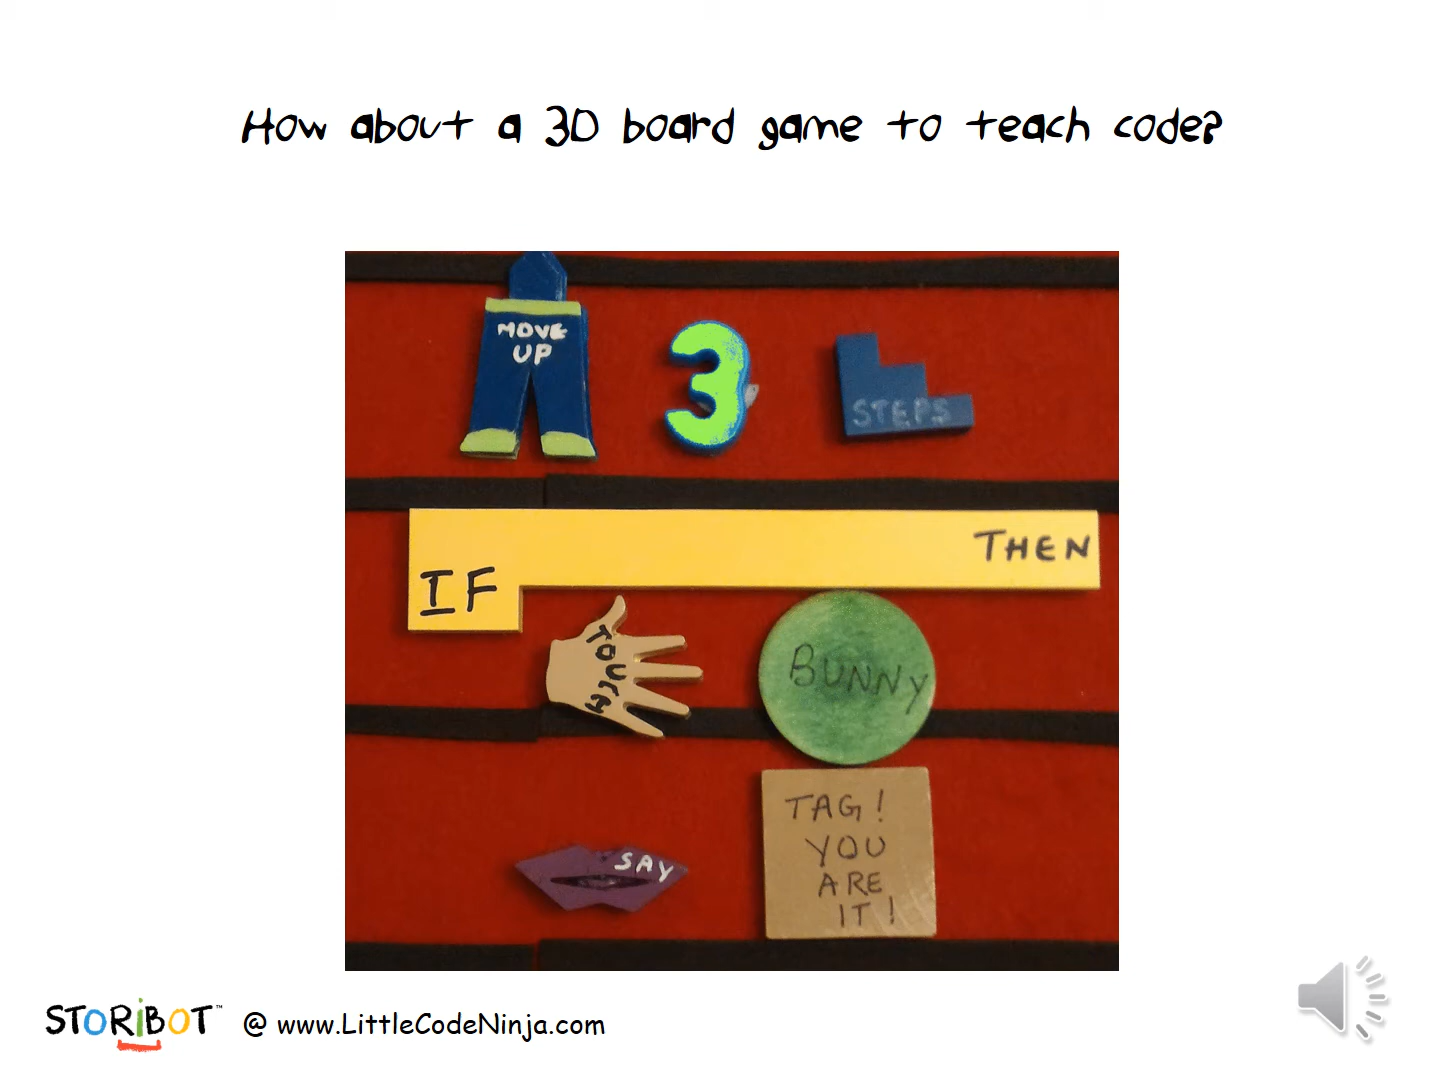 How about a 3D board game to teach code?
MOVE
UP
3
STEPS
IF THEN
TOUCH
BUNNY
SAY
TAG!
YOU
ARE
IT!
STORIBOT™ @ www.LittleCodeNinja.com